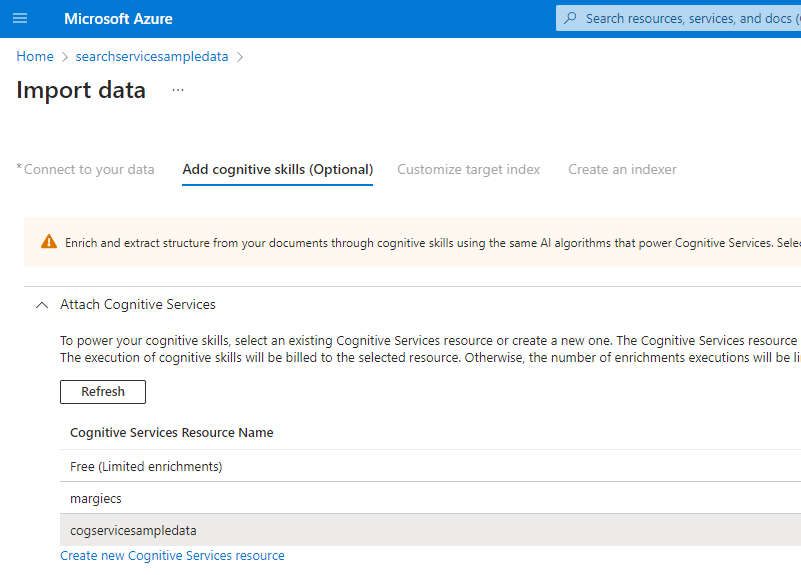 Microsoft Azure
Search resources, services, and docs (
Home > searchservicesampledata >
Import data ...
* Connect to your data Add cognitive skills (Optional) Customize target index Create an indexer
Enrich and extract structure from your documents through cognitive skills using the same AI algorithms that power Cognitive Services. Selec
Attach Cognitive Services
To power your cognitive skills, select an existing Cognitive Services resource or create a new one. The Cognitive Services resource
The execution of cognitive skills will be billed to the selected resource. Otherwise, the number of enrichments executions will be li
Refresh
Cognitive Services Resource Name
Free (Limited enrichments)
margiecs
cogservicesampledata
Create new Cognitive Services resource